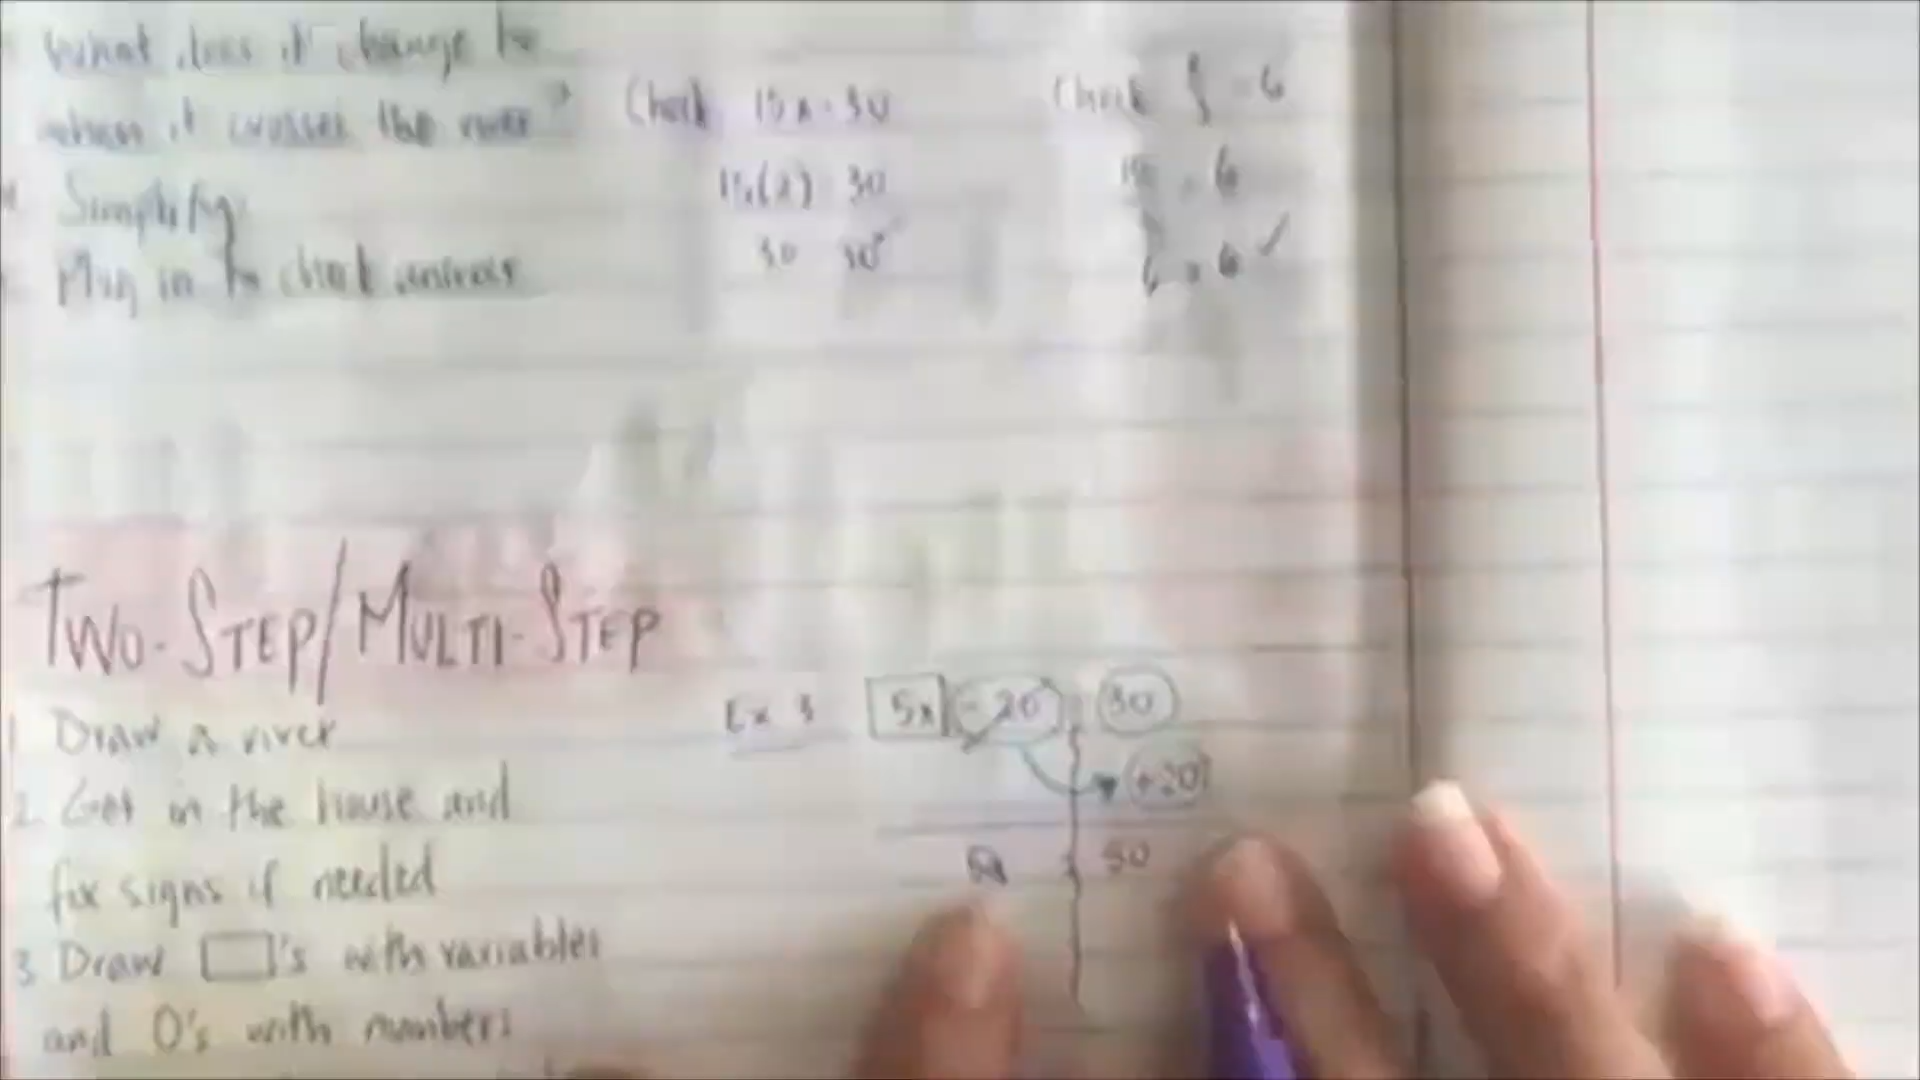 What does it change to
when it crosses the river?
Simplify
Plug in to check answer
Check 15x = 30
15(2) 30
30 30
Check = 6
= 6
6 = 6 ✓
TWO-STEP/MULTI-STEP
1. Draw a river
2. Get in the house and
fix signs if needed
3. Draw □'s with variables
and O's with numbers
Ex 3 5x - 20 = 30
+20
5x 50